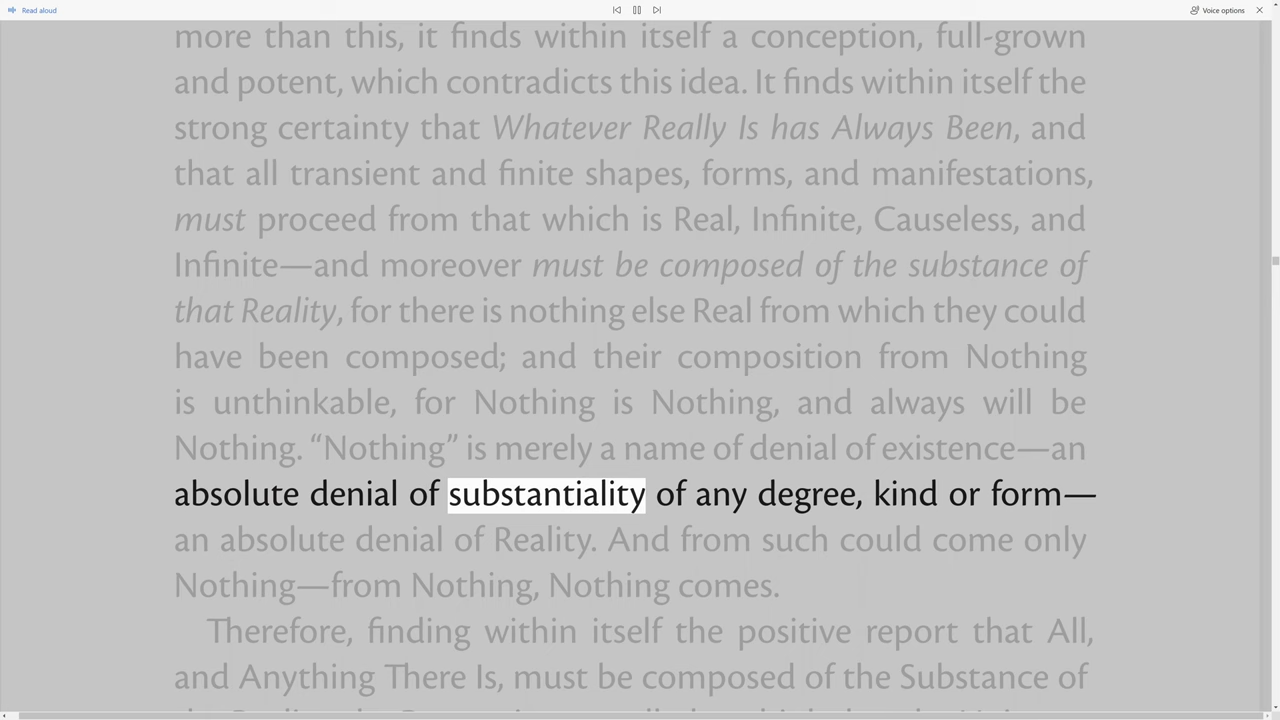 Read aloud
Voice options
more than this, it finds within itself a conception, full-grown
and potent, which contradicts this idea. It finds within itself the
strong certainty that Whatever Really Is has Always Been, and
that all transient and finite shapes, forms, and manifestations,
must proceed from that which is Real, Infinite, Causeless, and
Infinite—and moreover must be composed of the substance of
that Reality, for there is nothing else Real from which they could
have been composed; and their composition from Nothing
is unthinkable, for Nothing is Nothing, and always will be
Nothing. “Nothing” is merely a name of denial of existence—an
absolute denial of substantiality of any degree, kind or form—
an absolute denial of Reality. And from such could come only
Nothing—from Nothing, Nothing comes.
Therefore, finding within itself the positive report that All,
and Anything There Is, must be composed of the Substance of